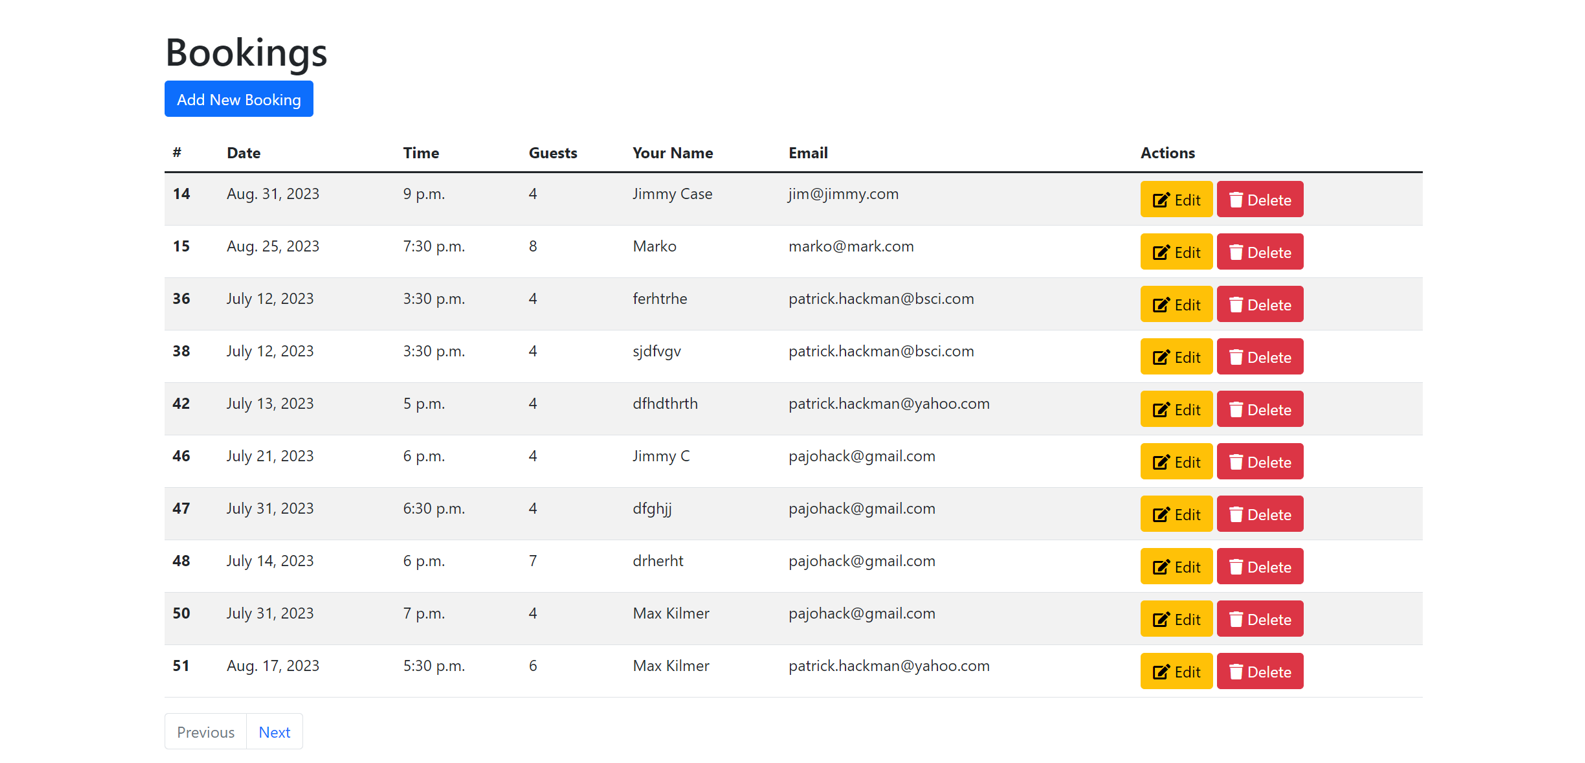 Bookings
Add New Booking
# Date Time Guests Your Name Email Actions
14 Aug. 31, 2023 9 p.m. 4 Jimmy Case jim@jimmy.com Edit Delete
15 Aug. 25, 2023 7:30 p.m. 8 Marko marko@mark.com Edit Delete
36 July 12, 2023 3:30 p.m. 4 ferhtrhe patrick.hackman@bsci.com Edit Delete
38 July 12, 2023 3:30 p.m. 4 sjdfvgv patrick.hackman@bsci.com Edit Delete
42 July 13, 2023 5 p.m. 4 dfhdthrth patrick.hackman@yahoo.com Edit Delete
46 July 21, 2023 6 p.m. 4 Jimmy C pajohack@gmail.com Edit Delete
47 July 31, 2023 6:30 p.m. 4 dfghjj pajohack@gmail.com Edit Delete
48 July 14, 2023 6 p.m. 7 drherht pajohack@gmail.com Edit Delete
50 July 31, 2023 7 p.m. 4 Max Kilmer pajohack@gmail.com Edit Delete
51 Aug. 17, 2023 5:30 p.m. 6 Max Kilmer patrick.hackman@yahoo.com Edit Delete
Previous Next